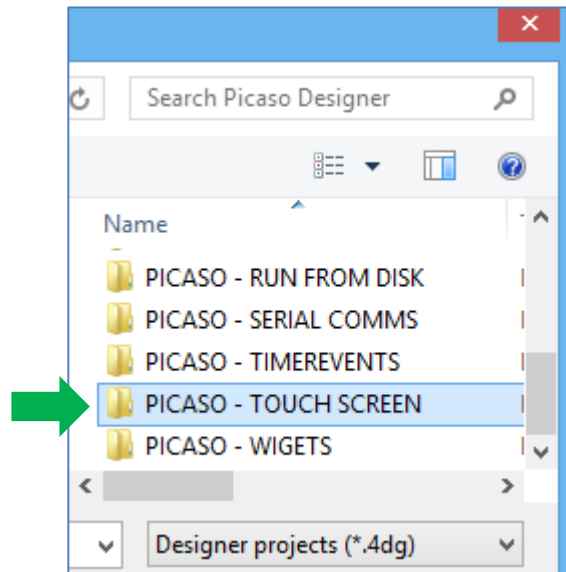 Search Picaso Designer
Name
PICASO - RUN FROM DISK
PICASO - SERIAL COMMS
PICASO - TIMEREVENTS
PICASO - TOUCH SCREEN
PICASO - WIGETS
Designer projects (*.4dg)